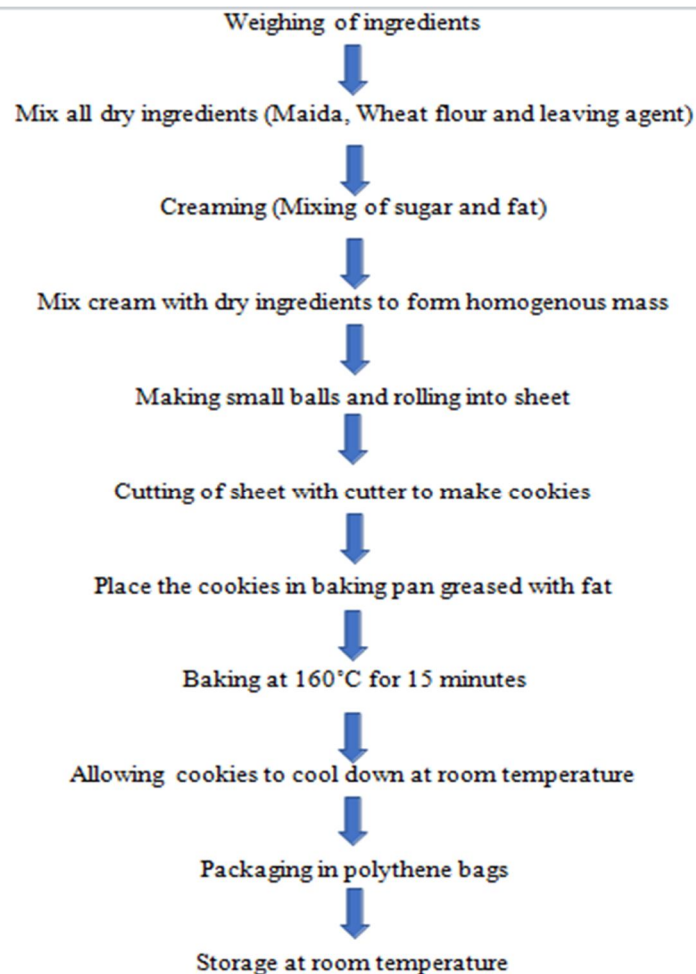 Weighing of ingredients
Mix all dry ingredients (Maida, Wheat flour and leaving agent)
Creaming (Mixing of sugar and fat)
Mix cream with dry ingredients to form homogenous mass
Making small balls and rolling into sheet
Cutting of sheet with cutter to make cookies
Place the cookies in baking pan greased with fat
Baking at 160˚C for 15 minutes
Allowing cookies to cool down at room temperature
Packaging in polythene bags
Storage at room temperature